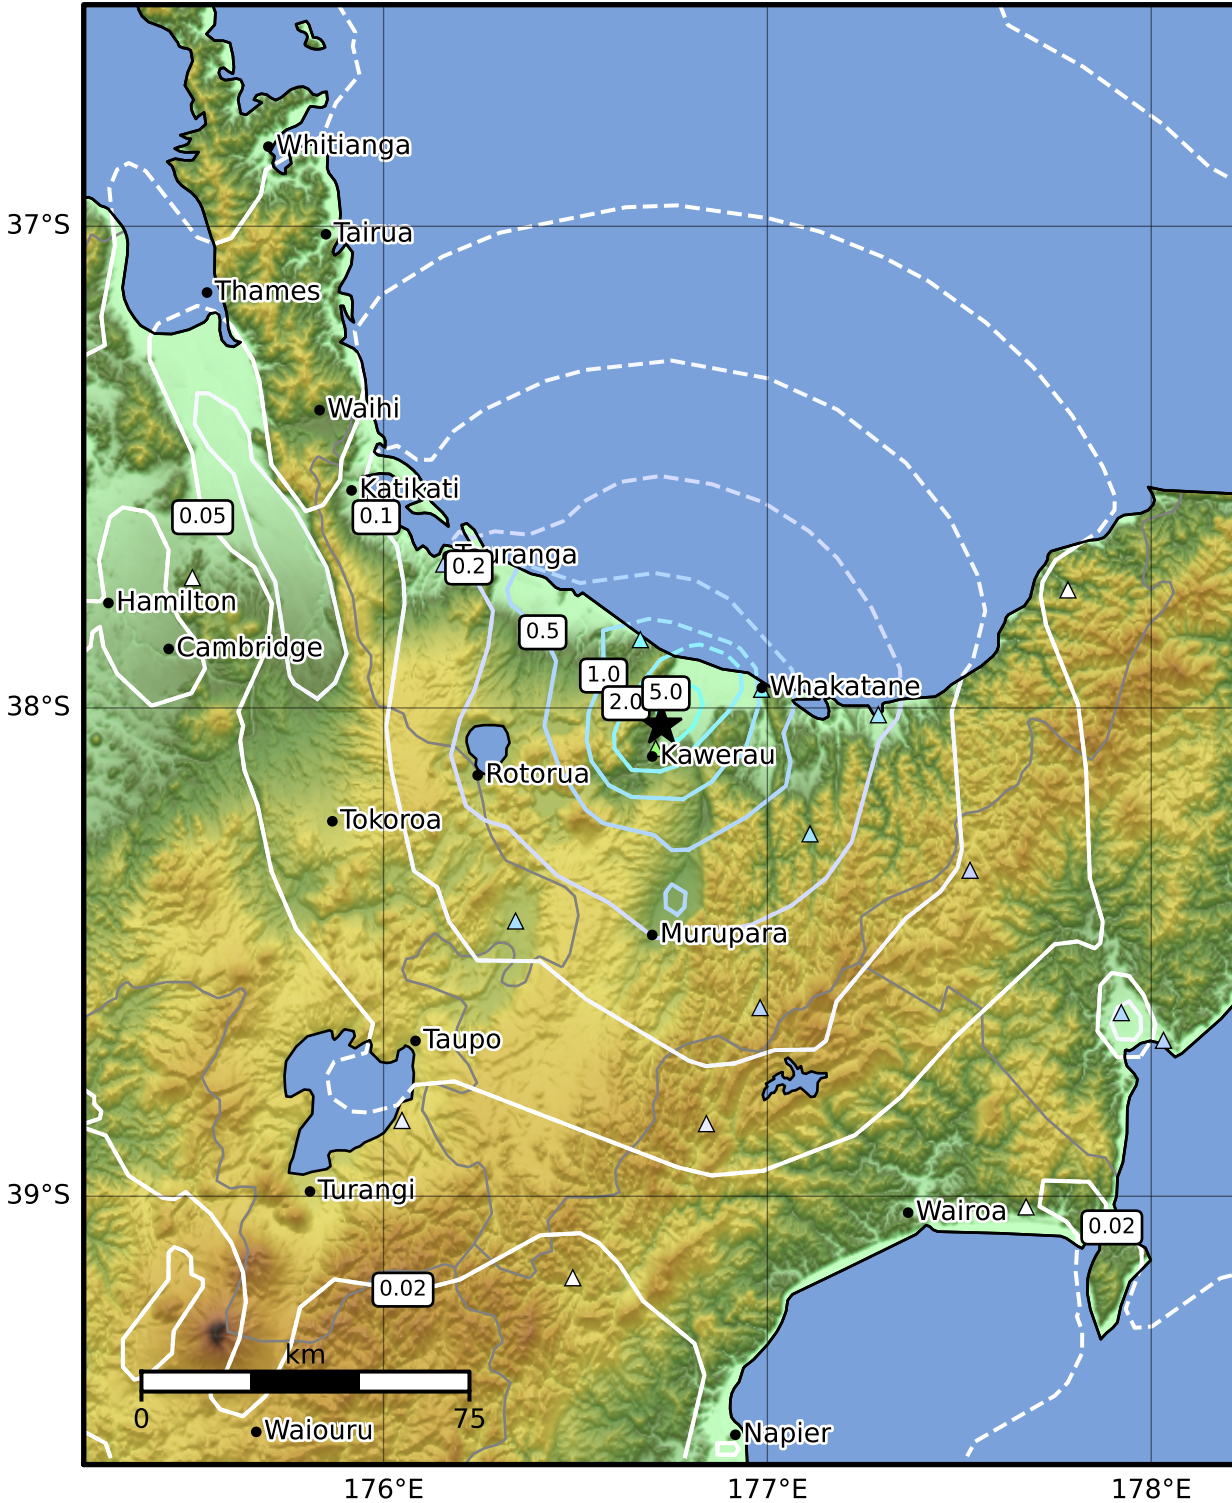 Whitianga
37°S
Tairua
Thames
Waihi
Katikati
0.05
0.1
Tauranga
0.2
Hamilton
0.5
Cambridge
1.0
Whakatane
2.0
5.0
38°S
Kawerau
Rotorua
Tokoroa
Murupara
Taupo
Turangi
39°S
Wairoa
0.02
0.02
km
0
75
Waiouru
Napier
176°E
177°E
178°E